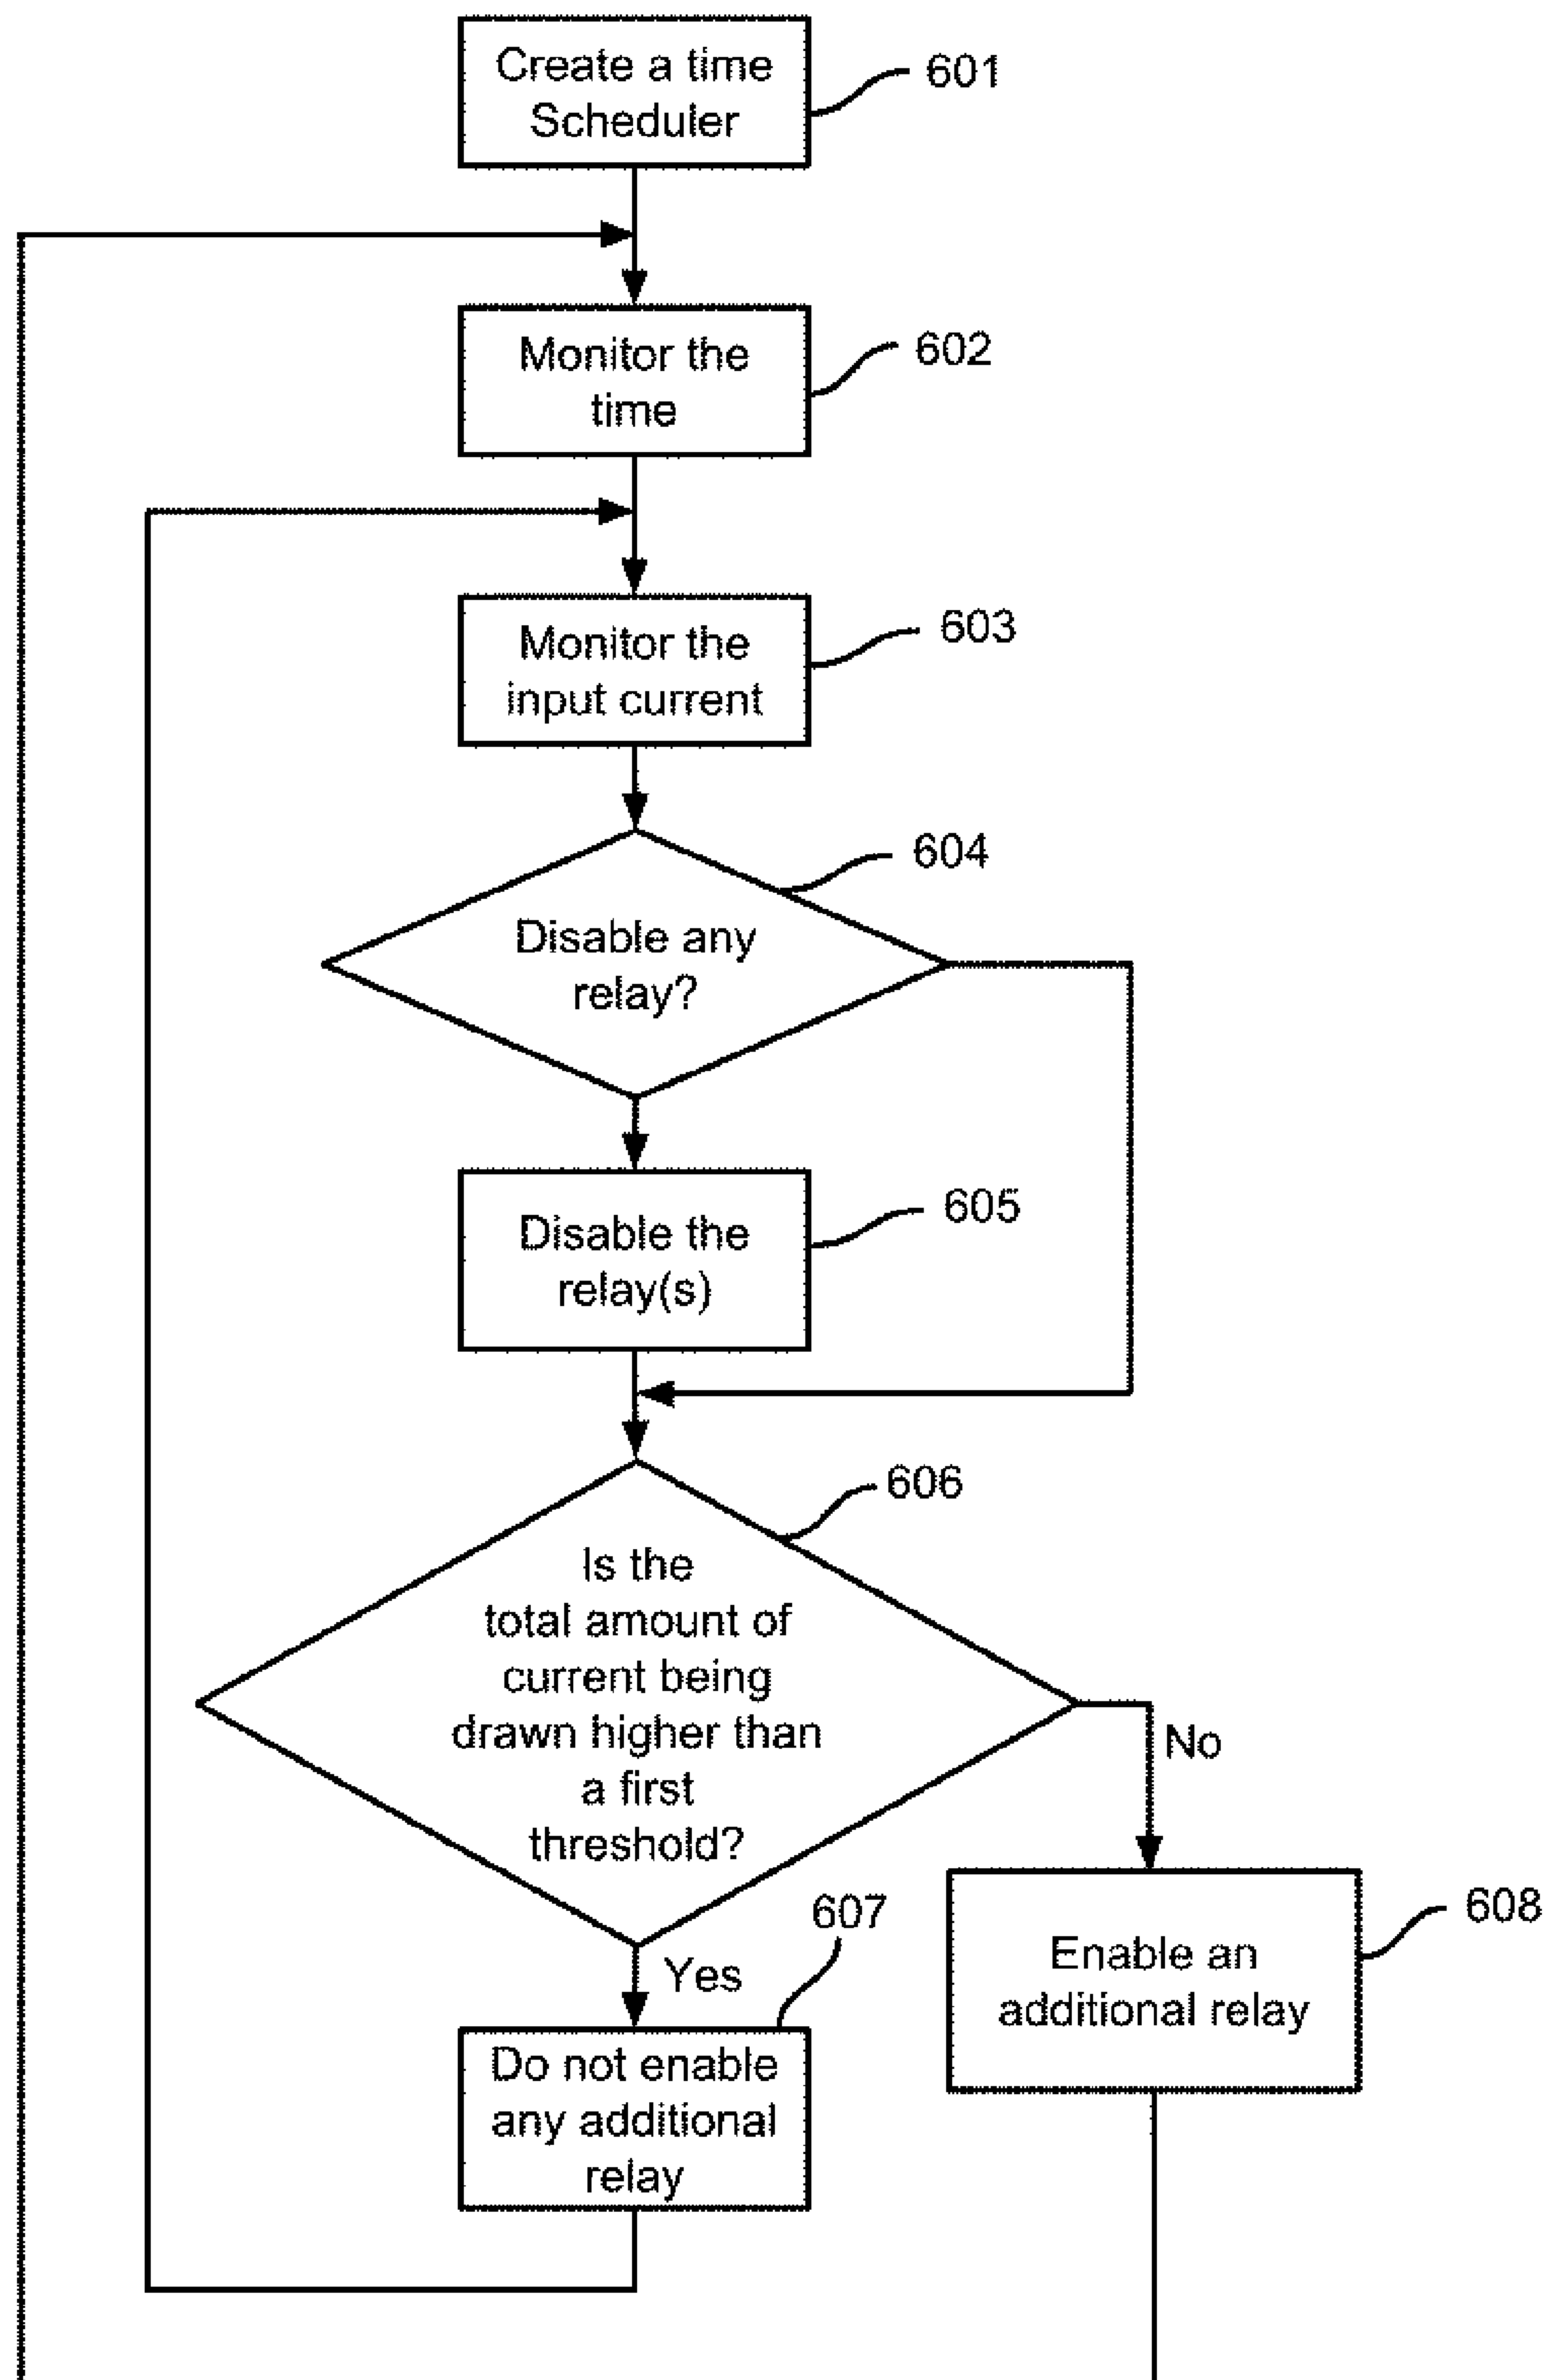 Create a time
Scheduler
601
Monitor the
time
602
Monitor the
input current
603
Disable any
relay?
604
Disable the
relay(s)
605
Is the
total amount of
current being
drawn higher than
a first
threshold?
606
No
Yes
607
Do not enable
any additional
relay
Enable an
additional relay
608